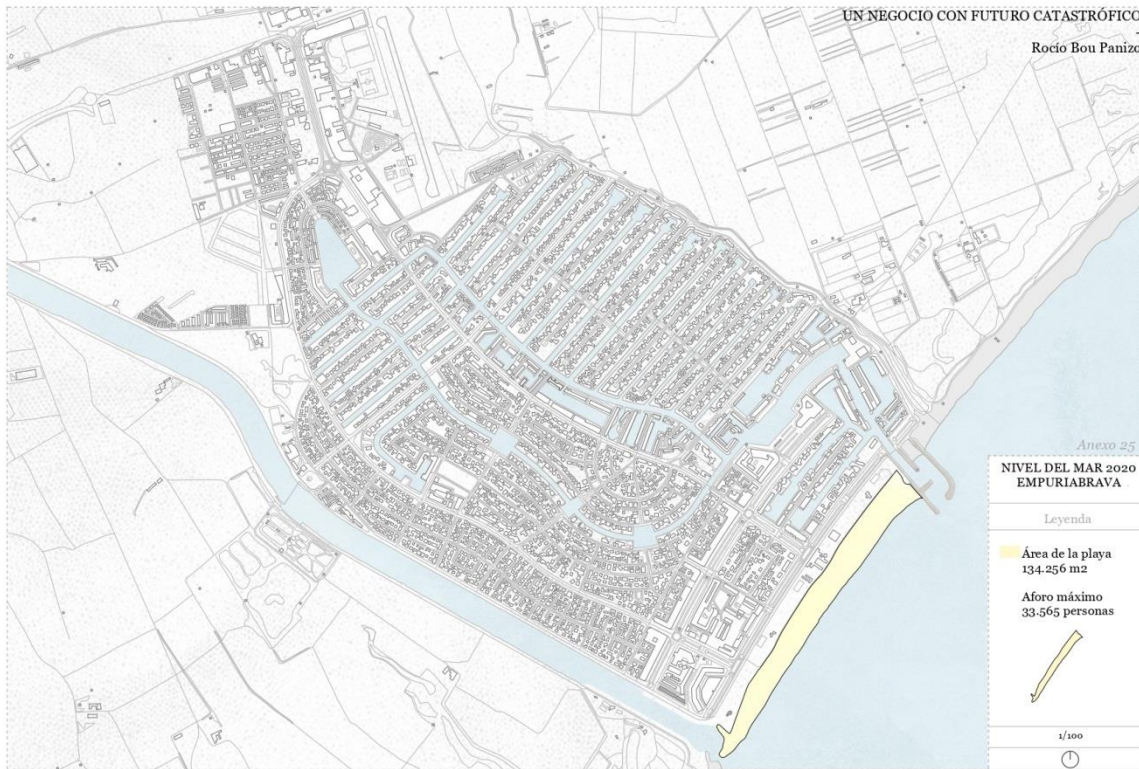 UN NEGOCIO CON FUTURO CATASTRÓFICO
-
Rocío Bou Panizo
Anexo 25
NIVEL DEL MAR 2020
EMPURIABRAVA
Leyenda
Área de la playa
134.256 m2
Aforo máximo
33.565 personas
1/100